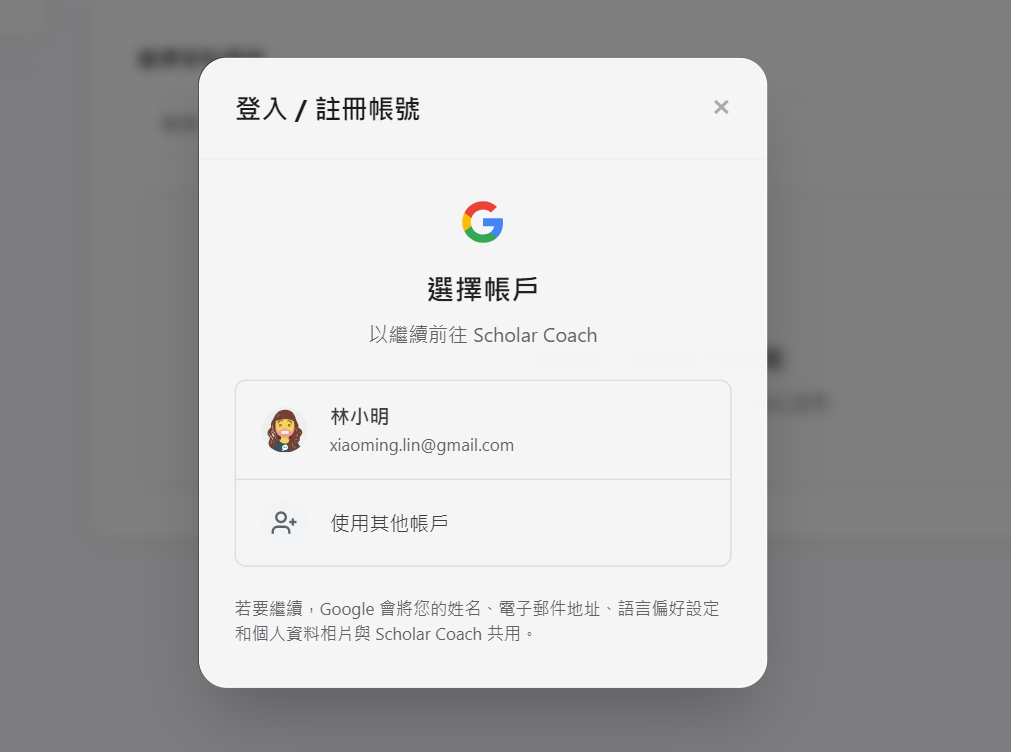 登入 / 註冊帳號
選擇帳戶
以繼續前往 Scholar Coach
林小明
xiaoming.lin@gmail.com
使用其他帳戶
若要繼續，Google 會將您的姓名、電子郵件地址、語言偏好設定
和個人資料相片與 Scholar Coach 共用。